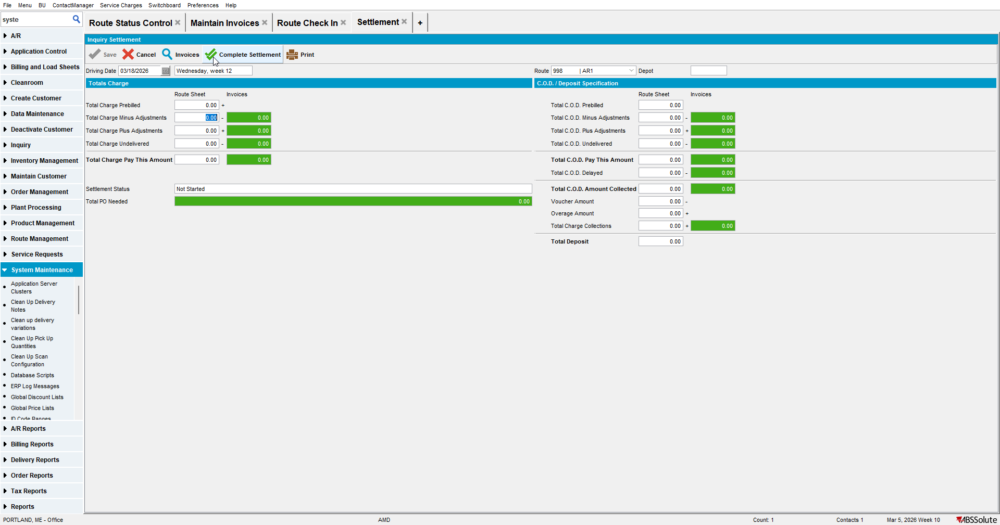 File Menu BU ContactManager Service Charges Switchboard Preferences Help
syste
Route Status Control Maintain Invoices Route Check In Settlement +
A/R
Application Control
Billing and Load Sheets
Cleanroom
Create Customer
Data Maintenance
Deactivate Customer
Inquiry
Inventory Management
Maintain Customer
Order Management
Plant Processing
Product Management
Route Management
Service Requests
System Maintenance
Application Server
Clusters
Clean Up Delivery
Notes
Clean up delivery
variations
Clean Up Pick Up
Quantities
Clean Up Scan
Configuration
Database Scripts
ERP Log Messages
Global Discount Lists
Global Price Lists
ID Code Ranges
A/R Reports
Billing Reports
Delivery Reports
Order Reports
Tax Reports
Reports
Inquiry Settlement
Save Cancel Invoices Complete Settlement Print
Driving Date 03/18/2026 16 Wednesday, week 12 Route 998 | AR1 Depot
Totals Charge
Route Sheet Invoices
Total Charge Prebilled 0.00 +
Total Charge Minus Adjustments 0.00 - 0.00
Total Charge Plus Adjustments 0.00 + 0.00
Total Charge Undelivered 0.00 - 0.00
Total Charge Pay This Amount 0.00 0.00
Settlement Status Not Started
Total PO Needed 0.00
C.O.D. / Deposit Specification
Route Sheet Invoices
Total C.O.D. Prebilled 0.00
Total C.O.D. Minus Adjustments 0.00 - 0.00
Total C.O.D. Plus Adjustments 0.00 + 0.00
Total C.O.D. Undelivered 0.00 - 0.00
Total C.O.D. Pay This Amount 0.00 0.00
Total C.O.D. Delayed 0.00 - 0.00
Total C.O.D. Amount Collected 0.00 0.00
Voucher Amount 0.00 -
Overage Amount 0.00 +
Total Charge Collections 0.00 + 0.00
Total Deposit 0.00
PORTLAND, ME - Office AMD Count: 1 Contacts 1 Mar 5, 2026 Week 10 ABSSolute